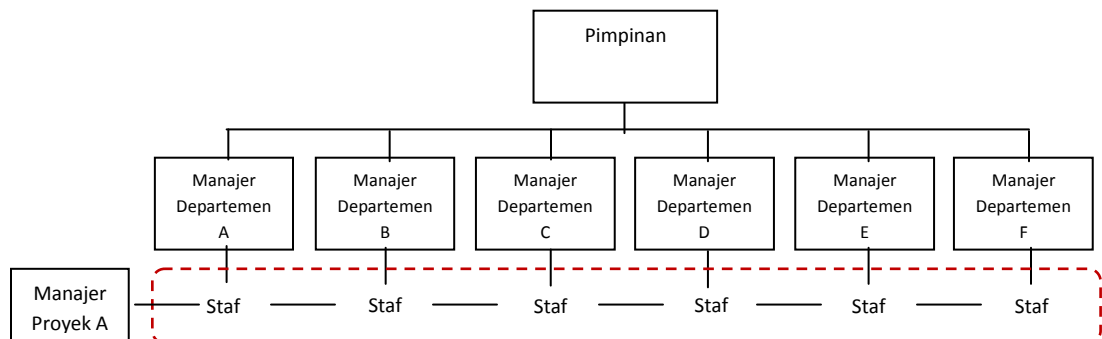 Pimpinan
Manajer
Departemen
A
Manajer
Departemen
B
Manajer
Departemen
C
Manajer
Departemen
D
Manajer
Departemen
E
Manajer
Departemen
F
Manajer
Proyek A
Staf
Staf
Staf
Staf
Staf
Staf